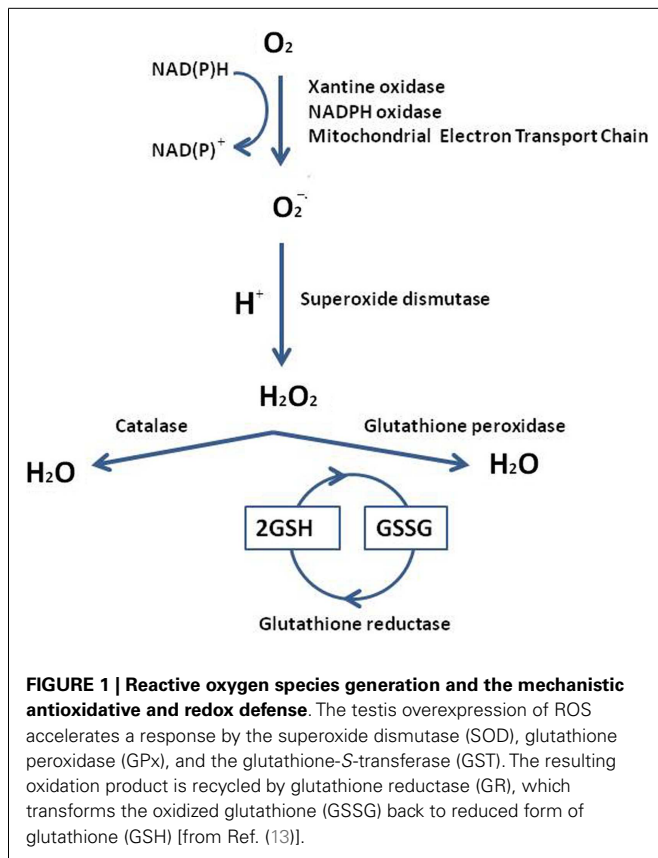 O₂
NAD(P)H
Xantine oxidase
NADPH oxidase
NAD(P)⁺
Mitochondrial Electron Transport Chain
O₂⁻·
H⁺
Superoxide dismutase
H₂O₂
Catalase
Glutathione peroxidase
H₂O
H₂O
2GSH
GSSG
Glutathione reductase
FIGURE 1 | Reactive oxygen species generation and the mechanistic
antioxidative and redox defense. The testis overexpression of ROS
accelerates a response by the superoxide dismutase (SOD), glutathione
peroxidase (GPx), and the glutathione-S-transferase (GST). The resulting
oxidation product is recycled by glutathione reductase (GR), which
transforms the oxidized glutathione (GSSG) back to reduced form of
glutathione (GSH) [from Ref. (13)].